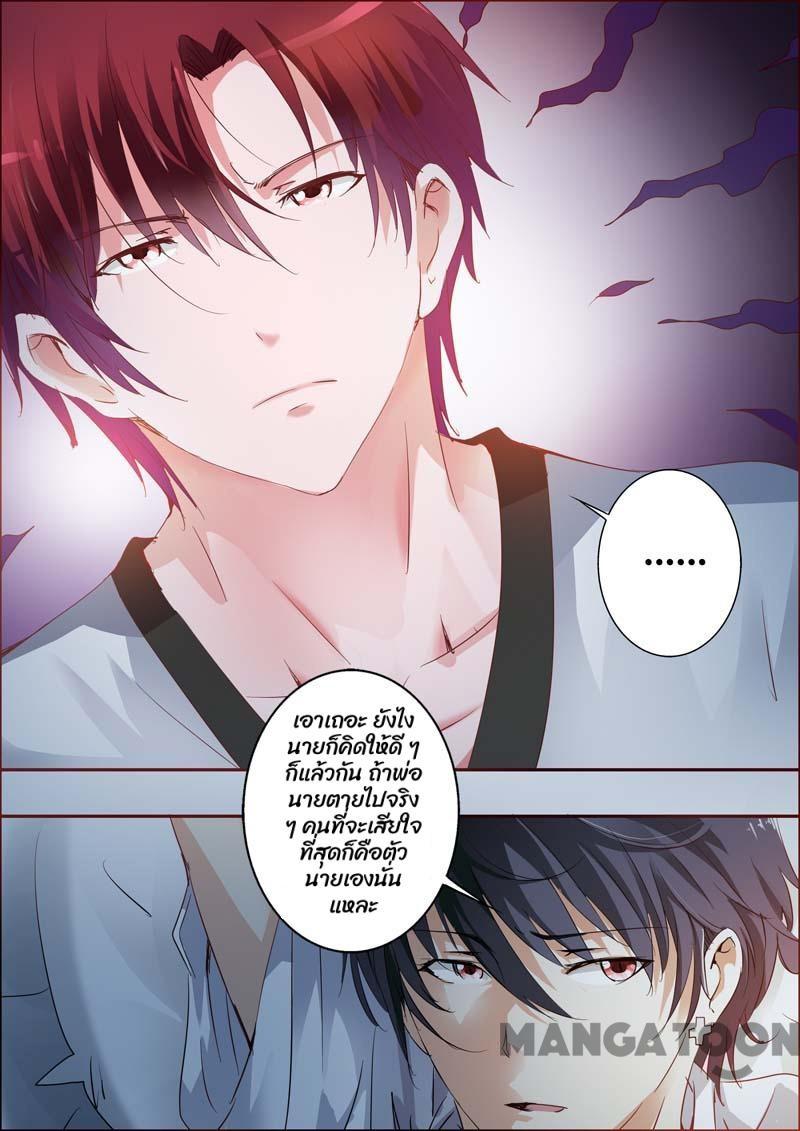 ••••••
เอาเถอะ ยังไง
นายก็คิดให้ดี ๆ
ก็แล้วกัน ถ้าพ่อ
นายตายไปจริง
ๆ คนที่จะเสียใจ
ที่สุดก็คือตัว
นายเองนั่น
แหละ
MANGATOON